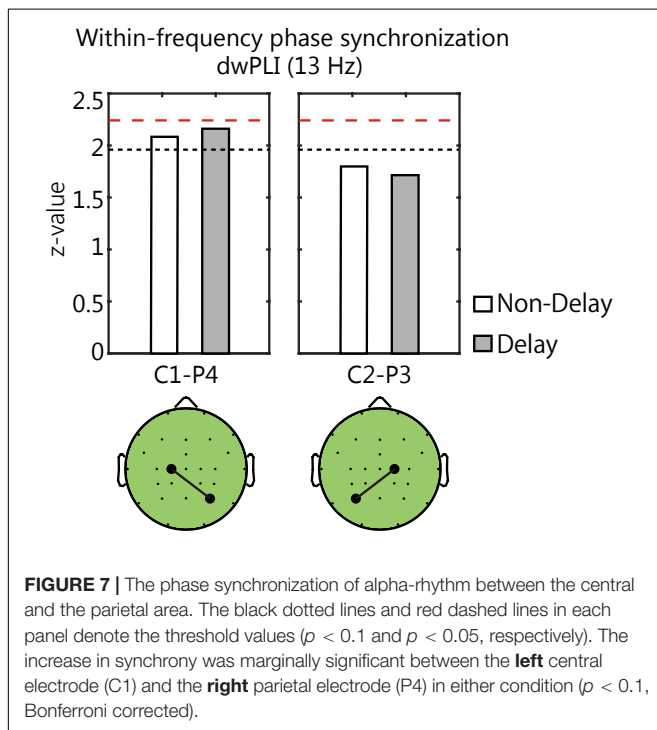 Within-frequency phase synchronization
dwPLI (13 Hz)
2.5
2
1.5
1
0.5
0
z-value
Non-Delay
Delay
C1-P4
C2-P3
FIGURE 7 | The phase synchronization of alpha-rhythm between the central
and the parietal area. The black dotted lines and red dashed lines in each
panel denote the threshold values (p < 0.1 and p < 0.05, respectively). The
increase in synchrony was marginally significant between the left central
electrode (C1) and the right parietal electrode (P4) in either condition (p < 0.1,
Bonferroni corrected).